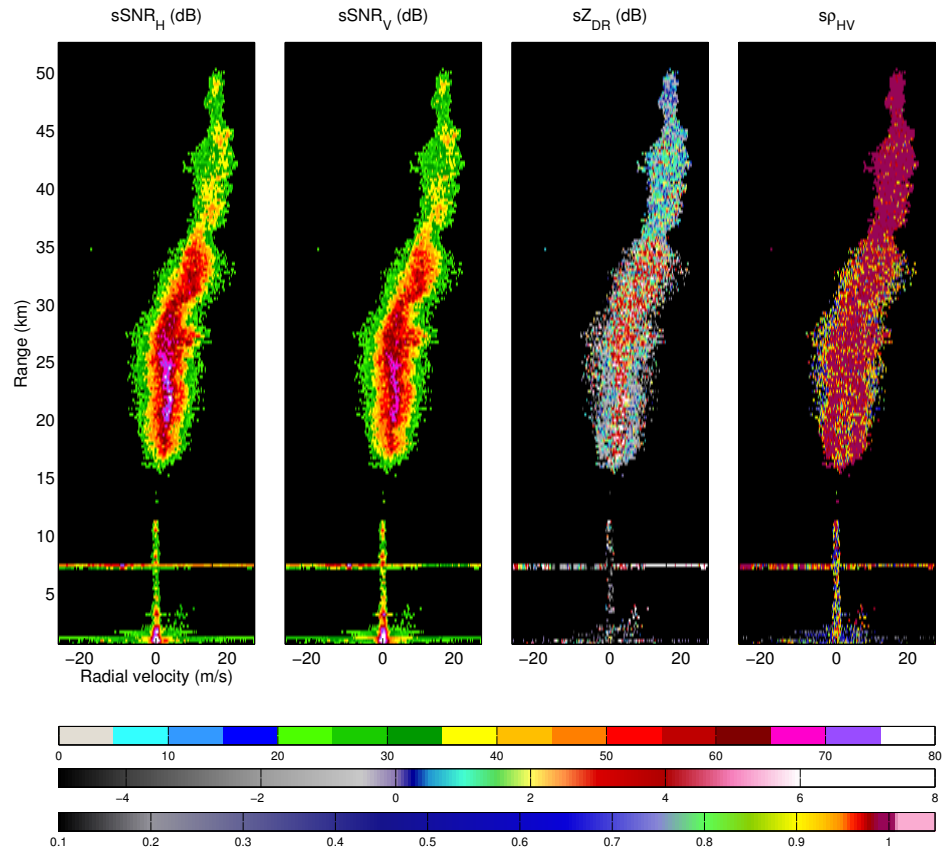 sSNR_H (dB) sSNR_V (dB) sZ_DR (dB) sρ_HV
50
45
40
35
30
25
20
15
10
5
Range (km)
−20 0 20 −20 0 20 −20 0 20 −20 0 20
Radial velocity (m/s)
0 10 20 30 40 50 60 70 80
−4 −2 0 2 4 6 8
0.1 0.2 0.3 0.4 0.5 0.6 0.7 0.8 0.9 1